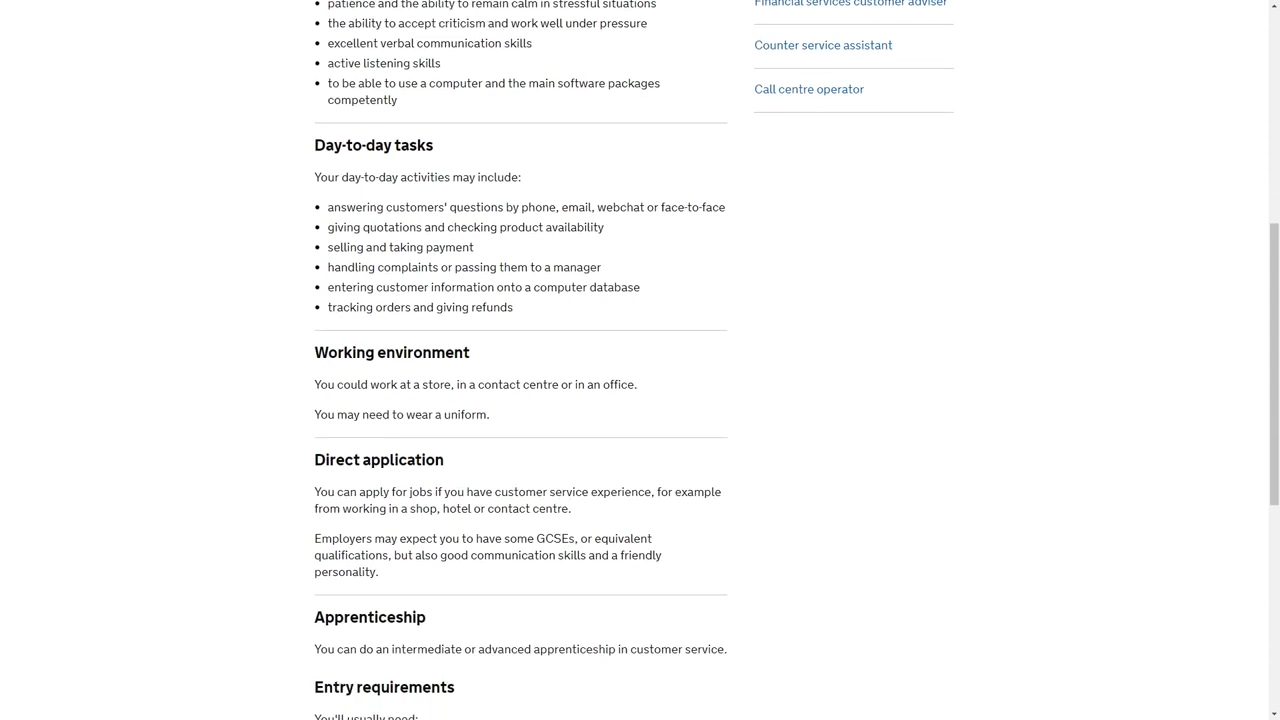 patience and the ability to remain calm in stressful situations
the ability to accept criticism and work well under pressure
excellent verbal communication skills
active listening skills
to be able to use a computer and the main software packages
competently
Day-to-day tasks
Your day-to-day activities may include:
answering customers' questions by phone, email, webchat or face-to-face
giving quotations and checking product availability
selling and taking payment
handling complaints or passing them to a manager
entering customer information onto a computer database
tracking orders and giving refunds
Working environment
You could work at a store, in a contact centre or in an office.
You may need to wear a uniform.
Direct application
You can apply for jobs if you have customer service experience, for example
from working in a shop, hotel or contact centre.
Employers may expect you to have some GCSEs, or equivalent
qualifications, but also good communication skills and a friendly
personality.
Apprenticeship
You can do an intermediate or advanced apprenticeship in customer service.
Entry requirements
You'll usually need:
Financial services customer adviser
Counter service assistant
Call centre operator